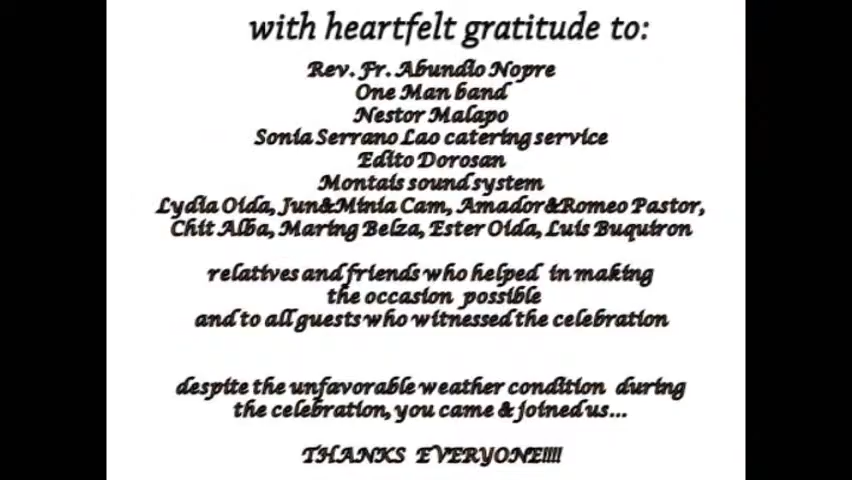 with heartfelt gratitude to:
Rev. Fr. Abundio Nopre
One Man band
Nestor Malapo
Sonia Serrano Lao catering service
Edito Dorosan
Montais sound system
Lydia Oida, Jun&Minia Cam, Amador&Romeo Pastor,
Chit Alba, Maring Belza, Ester Oida, Luis Buquiron
relatives and friends who helped in making
the occasion possible
and to all guests who witnessed the celebration
despite the unfavorable weather condition during
the celebration, you came & joined us...
THANKS EVERYONE!!!!